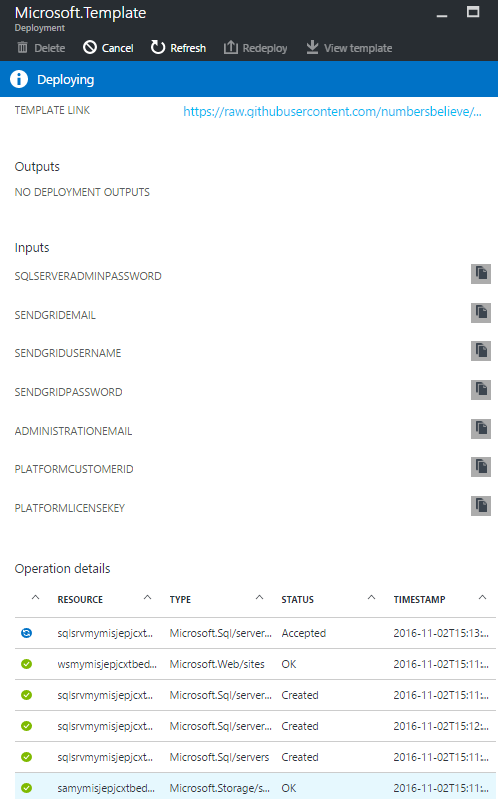 Microsoft.Template
Deployment
Delete Cancel Refresh Redeploy View template
Deploying
TEMPLATE LINK https://raw.githubusercontent.com/numbersbelieve/...
Outputs
NO DEPLOYMENT OUTPUTS
Inputs
SQLSERVERADMINPASSWORD
SENDGRIDEMAIL
SENDGRIDUSERNAME
SENDGRIDPASSWORD
ADMINISTRATIONEMAIL
PLATFORMCUSTOMERID
PLATFORMLICENSEKEY
Operation details
RESOURCE TYPE STATUS TIMESTAMP
sqlsrvmymisjepjcxt... Microsoft.Sql/server... Accepted 2016-11-02T15:13:...
wsmymisjepjcxtbed... Microsoft.Web/sites OK 2016-11-02T15:11:...
sqlsrvmymisjepjcxt... Microsoft.Sql/server... Created 2016-11-02T15:11:...
sqlsrvmymisjepjcxt... Microsoft.Sql/server... Created 2016-11-02T15:12:...
sqlsrvmymisjepjcxt... Microsoft.Sql/servers Created 2016-11-02T15:11:...
samymisjepjcxtbed... Microsoft.Storage/s... OK 2016-11-02T15:11:...